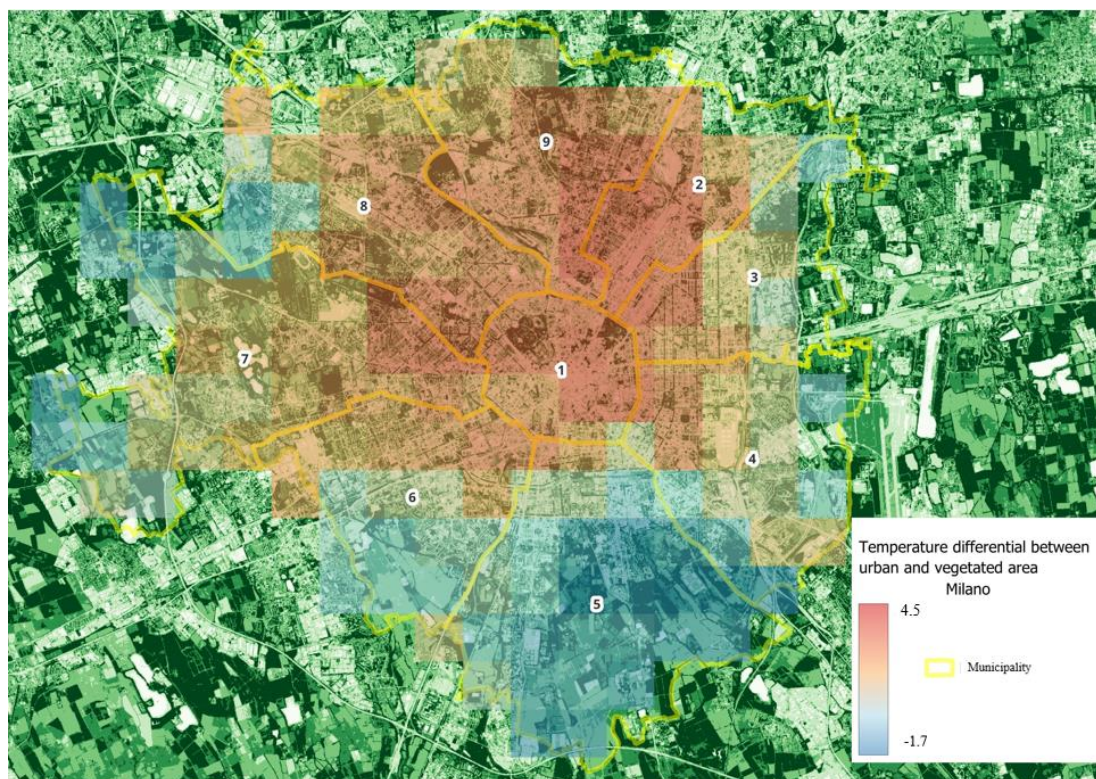 9
2
8
3
7
1
4
6
5
Temperature differential between
urban and vegetated area
Milano
4.5
Municipality
-1.7